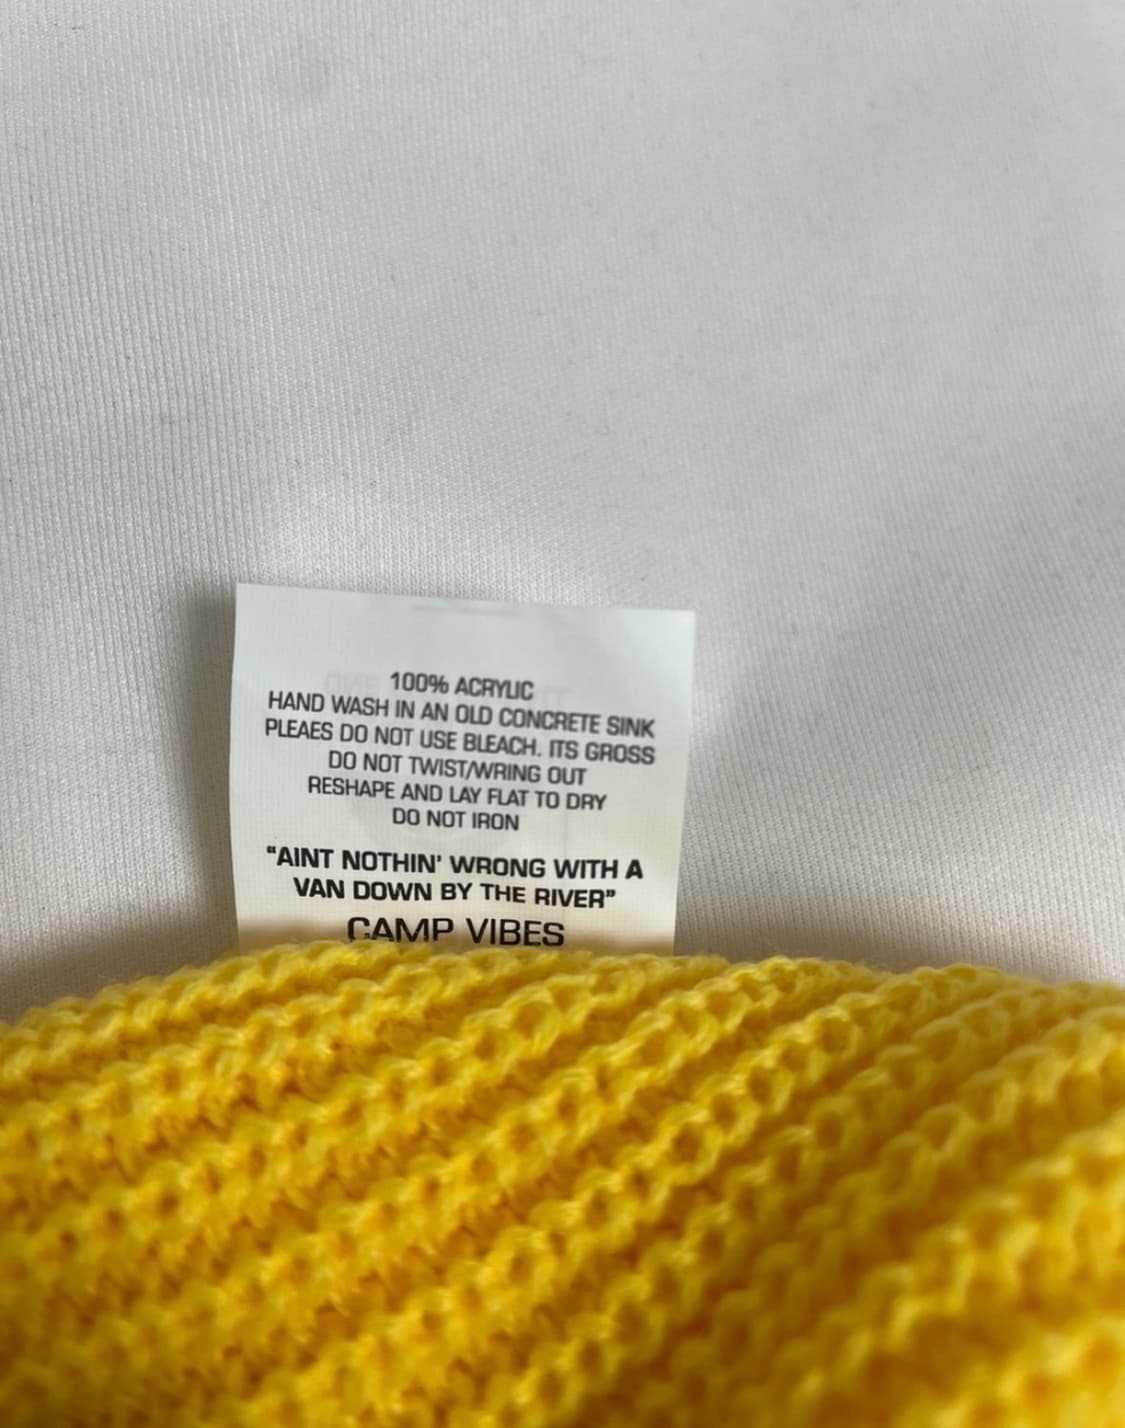 100% ACRYLIC
HAND WASH IN AN OLD CONCRETE SINK
PLEAES DO NOT USE BLEACH. ITS GROSS
DO NOT TWIST/WRING OUT
RESHAPE AND LAY FLAT TO DRY
DO NOT IRON
"AINT NOTHIN' WRONG WITH A
VAN DOWN BY THE RIVER"
CAMP VIBES